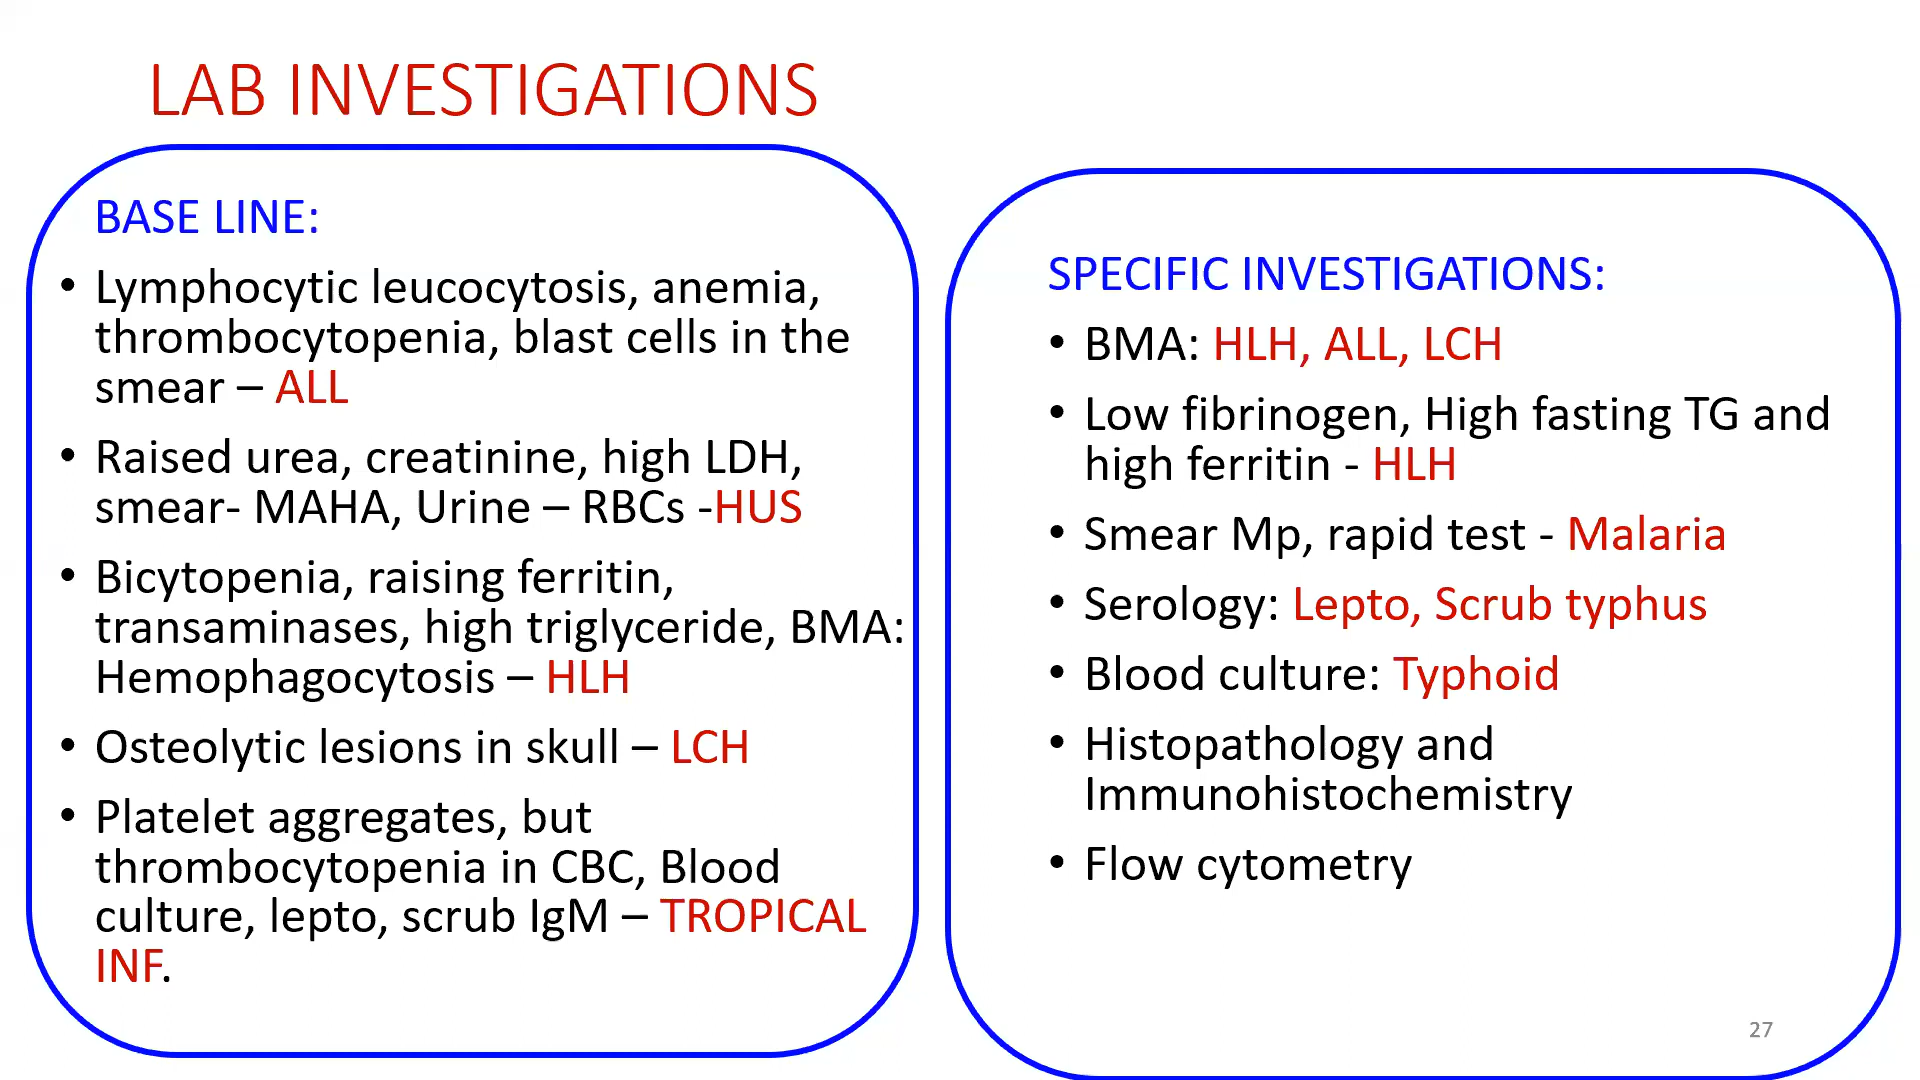 LAB INVESTIGATIONS
BASE LINE:
• Lymphocytic leucocytosis, anemia,
thrombocytopenia, blast cells in the
smear – ALL
• Raised urea, creatinine, high LDH,
smear- MAHA, Urine – RBCs -HUS
• Bicytopenia, raising ferritin,
transaminases, high triglyceride, BMA:
Hemophagocytosis – HLH
• Osteolytic lesions in skull – LCH
• Platelet aggregates, but
thrombocytopenia in CBC, Blood
culture, lepto, scrub IgM – TROPICAL
INF.
SPECIFIC INVESTIGATIONS:
• BMA: HLH, ALL, LCH
• Low fibrinogen, High fasting TG and
high ferritin - HLH
• Smear Mp, rapid test - Malaria
• Serology: Lepto, Scrub typhus
• Blood culture: Typhoid
• Histopathology and
Immunohistochemistry
• Flow cytometry
27